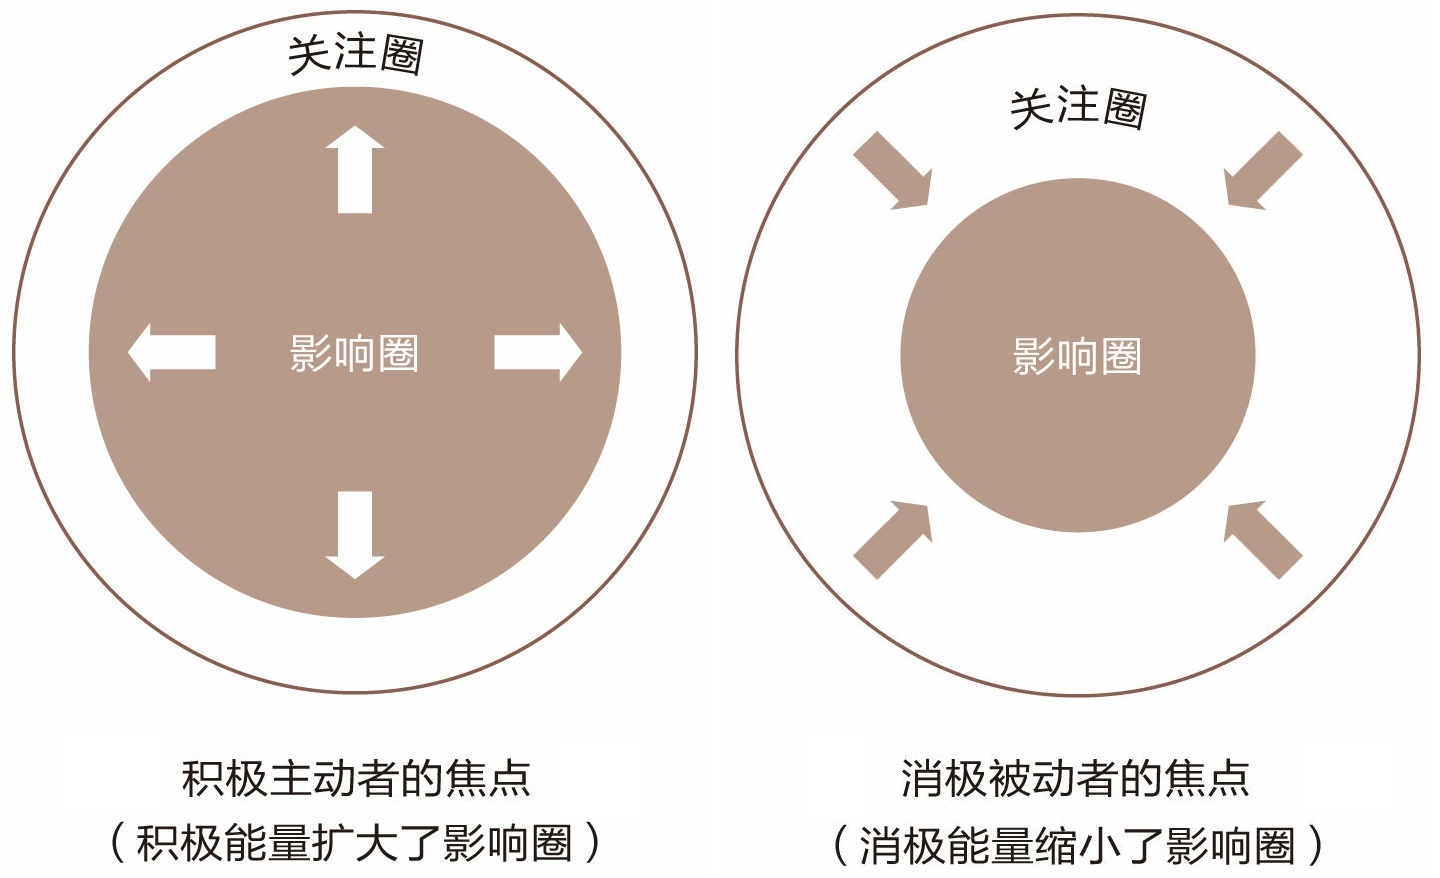 关注圈
影响圈
积极主动者的焦点
（积极能量扩大了影响圈）
关注圈
影响圈
消极被动者的焦点
（消极能量缩小了影响圈）